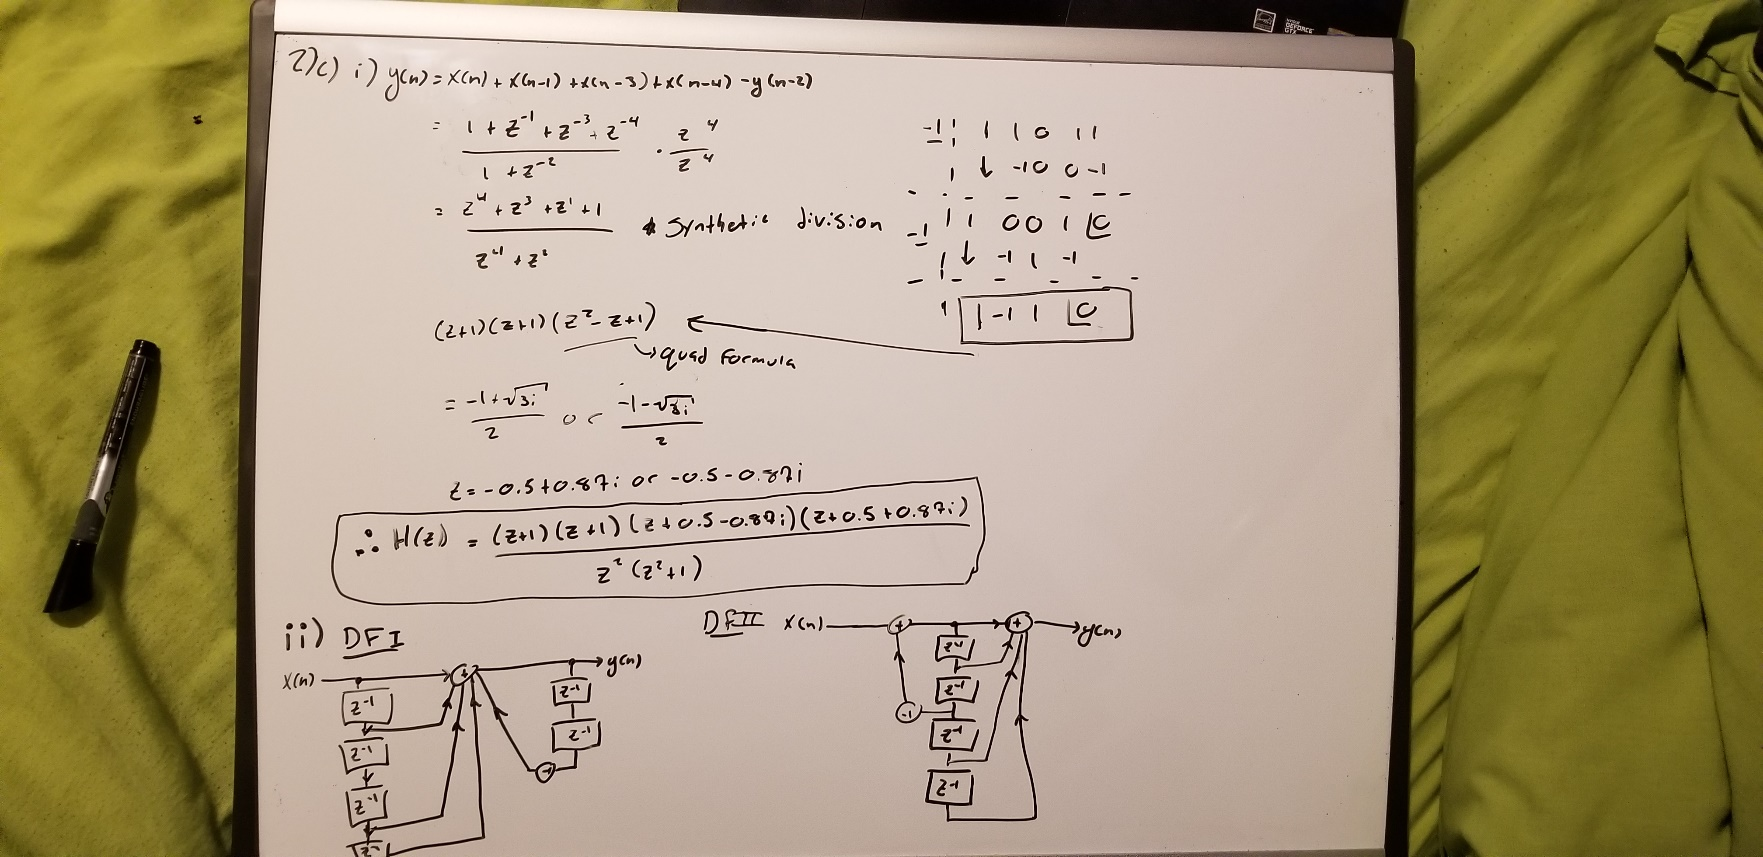 2)c) i) y(n) = x(n) + x(n-1) + x(n-3) + x(n-4) - y(n-2)
= 1 + z^-1 + z^-3 + z^-4 / 1 + z^-2 · z^4 / z^4
= z^4 + z^3 + z^1 + 1 / z^4 + z^2 * Synthetic division
-1 | 1 1 0 1 1
↓ -1 0 0 -1
-1 | 1 0 0 1 |0
↓ -1 1 -1
1 -1 1 |0
(z+1)(z+1)(z^2 - z+1)
↳ quad formula
= -1+√3i / 2 or -1-√3i / 2
z = -0.5+0.87i or -0.5-0.87i
∴ H(z) = (z+1)(z+1)(z+0.5-0.87i)(z+0.5+0.87i) / z^2(z^2+1)
ii) DFI
x(n) + y(n)
z^-1 z^-1
z^-1 z^-1
z^-1 -1
z^-1
DFII x(n) + + y(n)
z^-1
z^-1
-1 z^-1
z^-1
GEFORCE
GTX